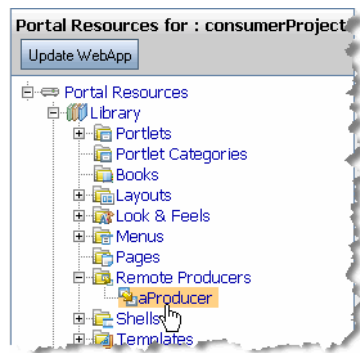 Portal Resources for : consumerProject
Update WebApp
Portal Resources
Library
Portlets
Portlet Categories
Books
Layouts
Look & Feels
Menus
Pages
Remote Producers
aProducer
Shells
Templates